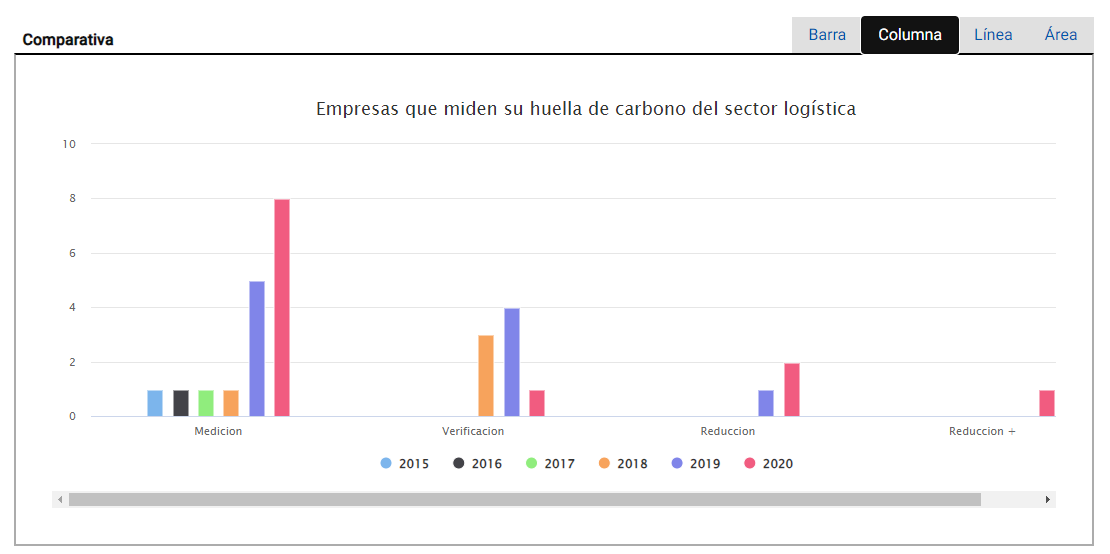 Comparativa
Barra Columna Línea Área
Empresas que miden su huella de carbono del sector logística
10
8
6
4
2
0
Medicion Verificacion Reduccion Reduccion +
2015 2016 2017 2018 2019 2020